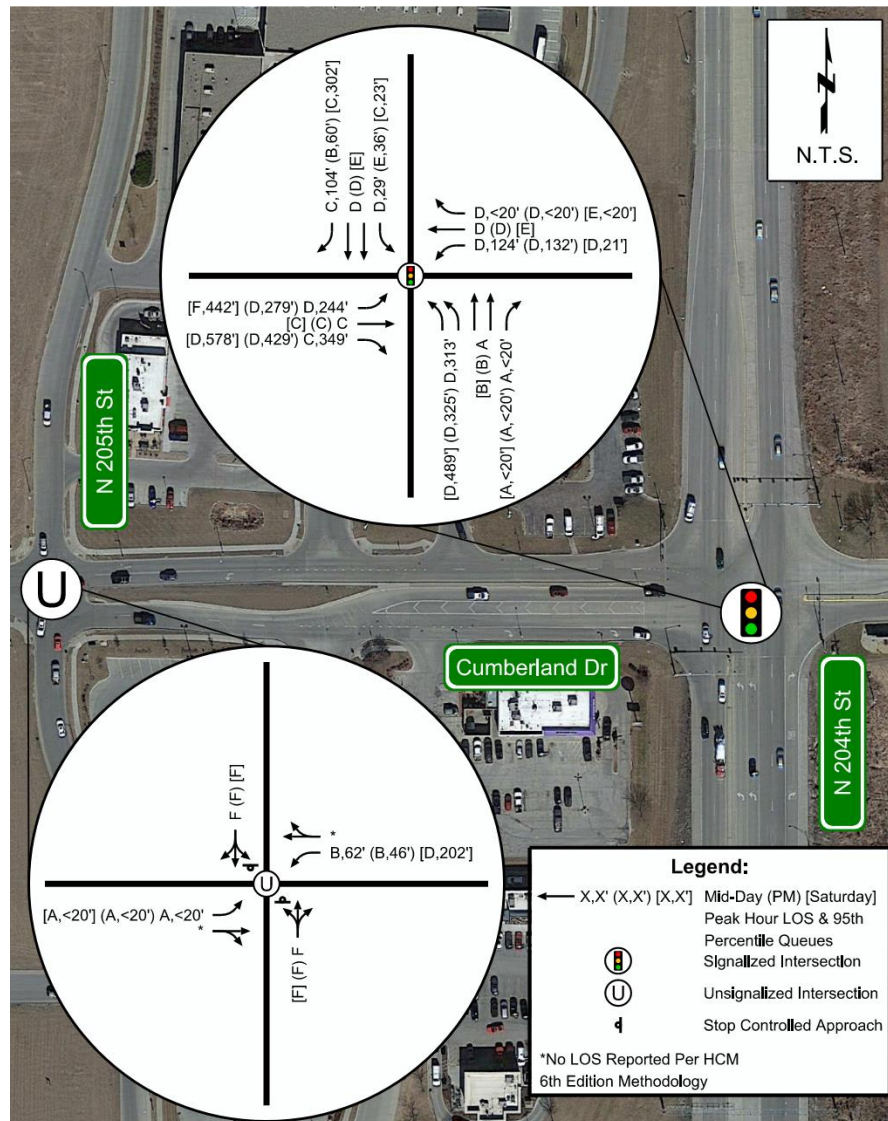 N.T.S.
C,104' (B,60') [C,302']
D (D) [E]
D,29' (E,36') [C,23']
D,<20' (D,<20') [E,<20']
D (D) [E]
D,124' (D,132') [D,21']
[F,442'] (D,279') D,244'
[C] (C) C
[D,578'] (D,429') C,349'
[D,489'] (D,325') D,313'
[B] (B) A
[A,<20'] (A,<20') A,<20'
N 205th St
U
Cumberland Dr
N 204th St
F (F) [F]
*
B,62' (B,46') [D,202']
U
[A,<20'] (A,<20') A,<20'
*
[F] (F) F
Legend:
X,X' (X,X') [X,X'] Mid-Day (PM) [Saturday]
Peak Hour LOS & 95th
Percentile Queues
Signalized Intersection
U Unsignalized Intersection
Stop Controlled Approach
*No LOS Reported Per HCM
6th Edition Methodology